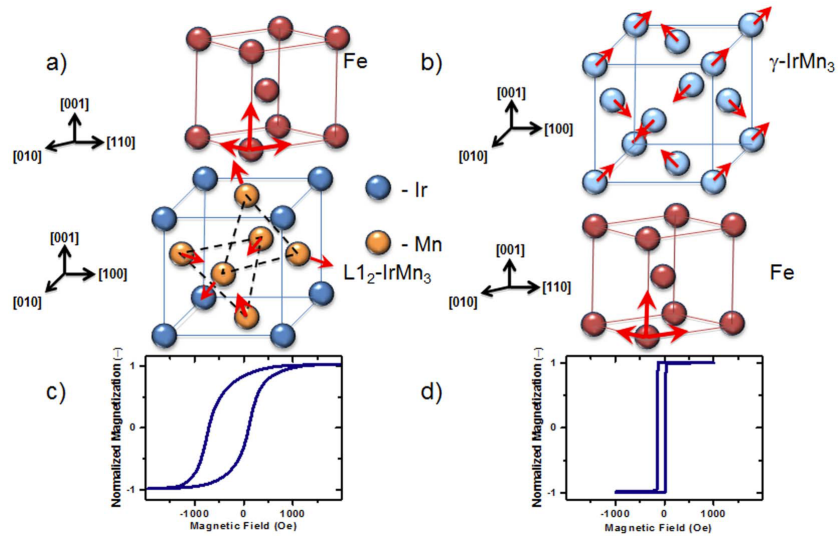 a)
Fe
[001]
[010]
[110]
- Ir
- Mn
[001]
[100]
[010]
L1₂-IrMn₃
b)
γ-IrMn₃
[001]
[100]
[010]
[001]
[110]
[010]
Fe
c)
Normalized Magnetization (--)
1
0
-1
-1000
0
1000
Magnetic Field (Oe)
d)
Normalized Magnetization (--)
1
0
-1
-1000
0
1000
Magnetic Field (Oe)